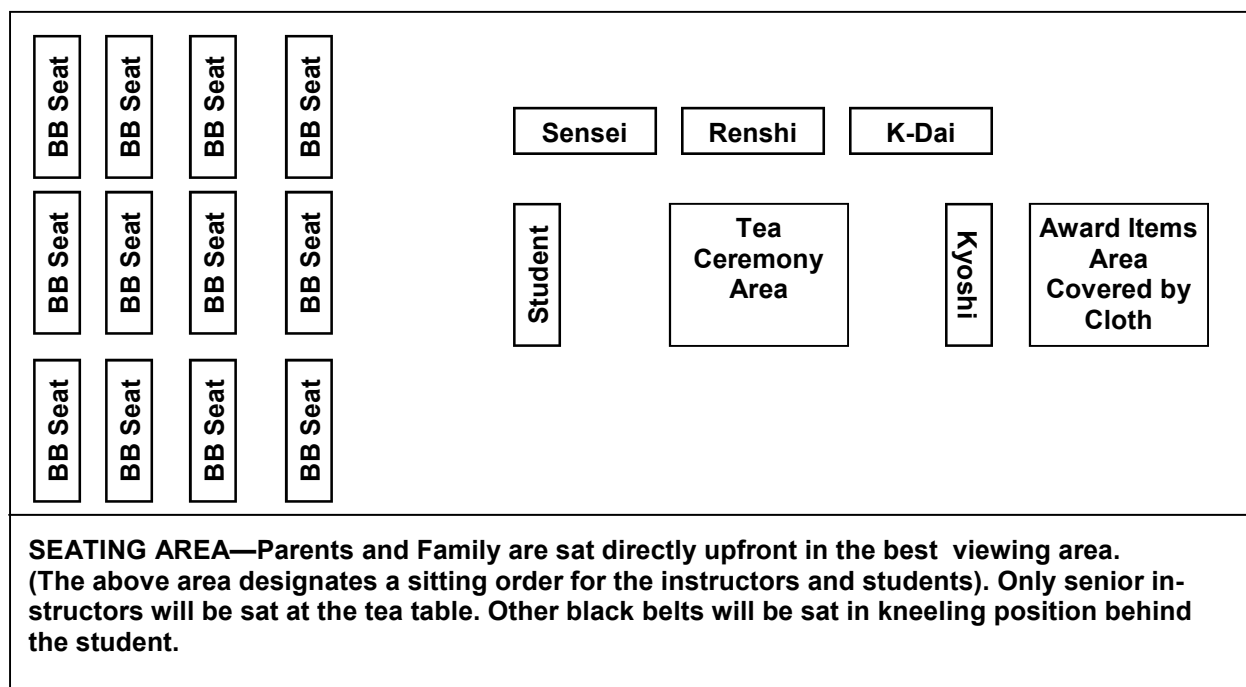 BB Seat BB Seat BB Seat BB Seat
Sensei Renshi K-Dai
BB Seat BB Seat BB Seat BB Seat
Student
Tea
Ceremony
Area
Kyoshi
Award Items
Area
Covered by
Cloth
BB Seat BB Seat BB Seat BB Seat
SEATING AREA—Parents and Family are sat directly upfront in the best viewing area.
(The above area designates a sitting order for the instructors and students). Only senior in-
structors will be sat at the tea table. Other black belts will be sat in kneeling position behind
the student.